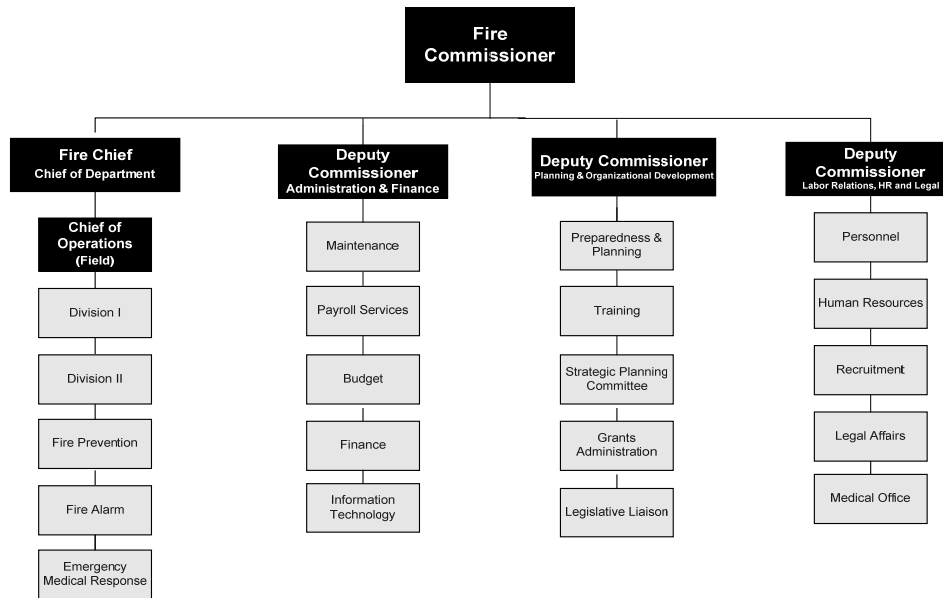 Fire
Commissioner
Fire Chief
Chief of Department
Chief of
Operations
(Field)
Division I
Division II
Fire Prevention
Fire Alarm
Emergency
Medical Response
Deputy
Commissioner
Administration & Finance
Maintenance
Payroll Services
Budget
Finance
Information
Technology
Deputy Commissioner
Planning & Organizational Development
Preparedness &
Planning
Training
Strategic Planning
Committee
Grants
Administration
Legislative Liaison
Deputy
Commissioner
Labor Relations, HR and Legal
Personnel
Human Resources
Recruitment
Legal Affairs
Medical Office